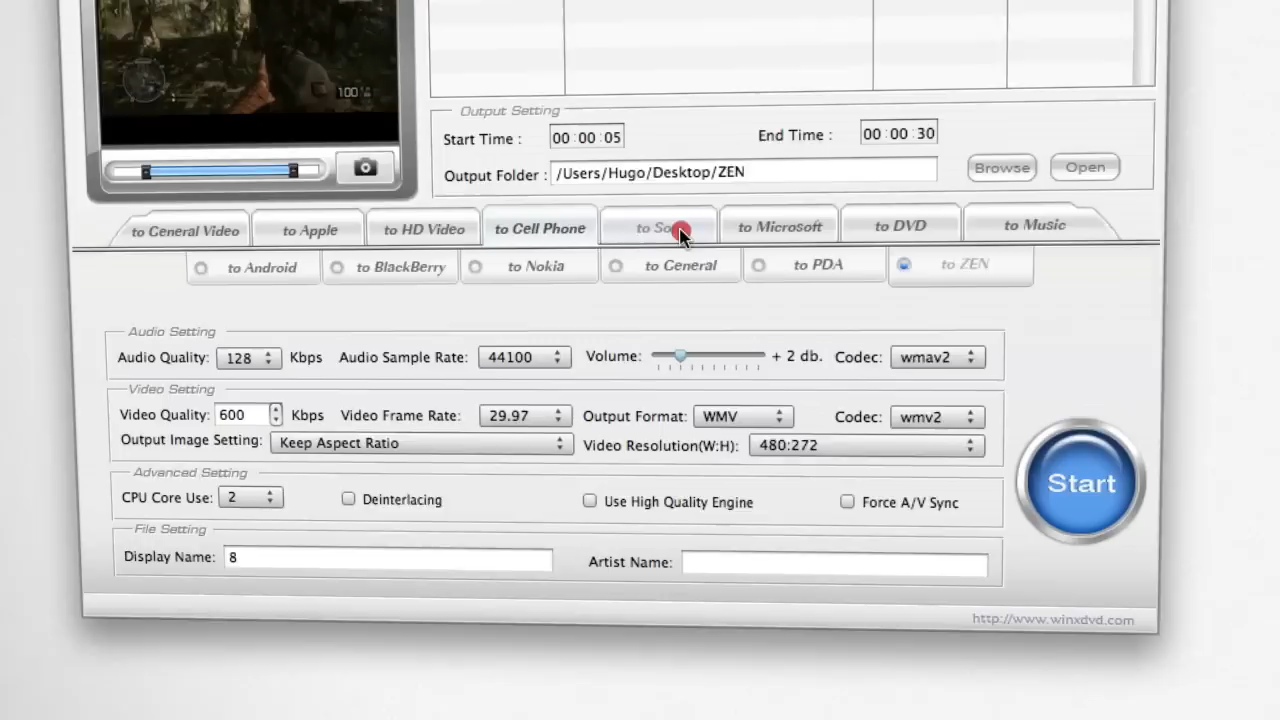 100
Output Setting
Start Time : 00 : 00 : 05 End Time : 00 : 00 : 30
Output Folder : /Users/Hugo/Desktop/ZEN Browse Open
to General Video to Apple to HD Video to Cell Phone to to Microsoft to DVD to Music
to Android to BlackBerry to Nokia to General to PDA to ZEN
Audio Setting
Audio Quality: 128 Kbps Audio Sample Rate: 44100 Volume: + 2 db. Codec: wmav2
Video Setting
Video Quality: 600 Kbps Video Frame Rate: 29.97 Output Format: WMV Codec: wmv2
Output Image Setting: Keep Aspect Ratio Video Resolution(W:H): 480:272
Advanced Setting
CPU Core Use: 2 Deinterlacing Use High Quality Engine Force A/V Sync
Start
File Setting
Display Name: 8 Artist Name:
http://www.winxdvd.com